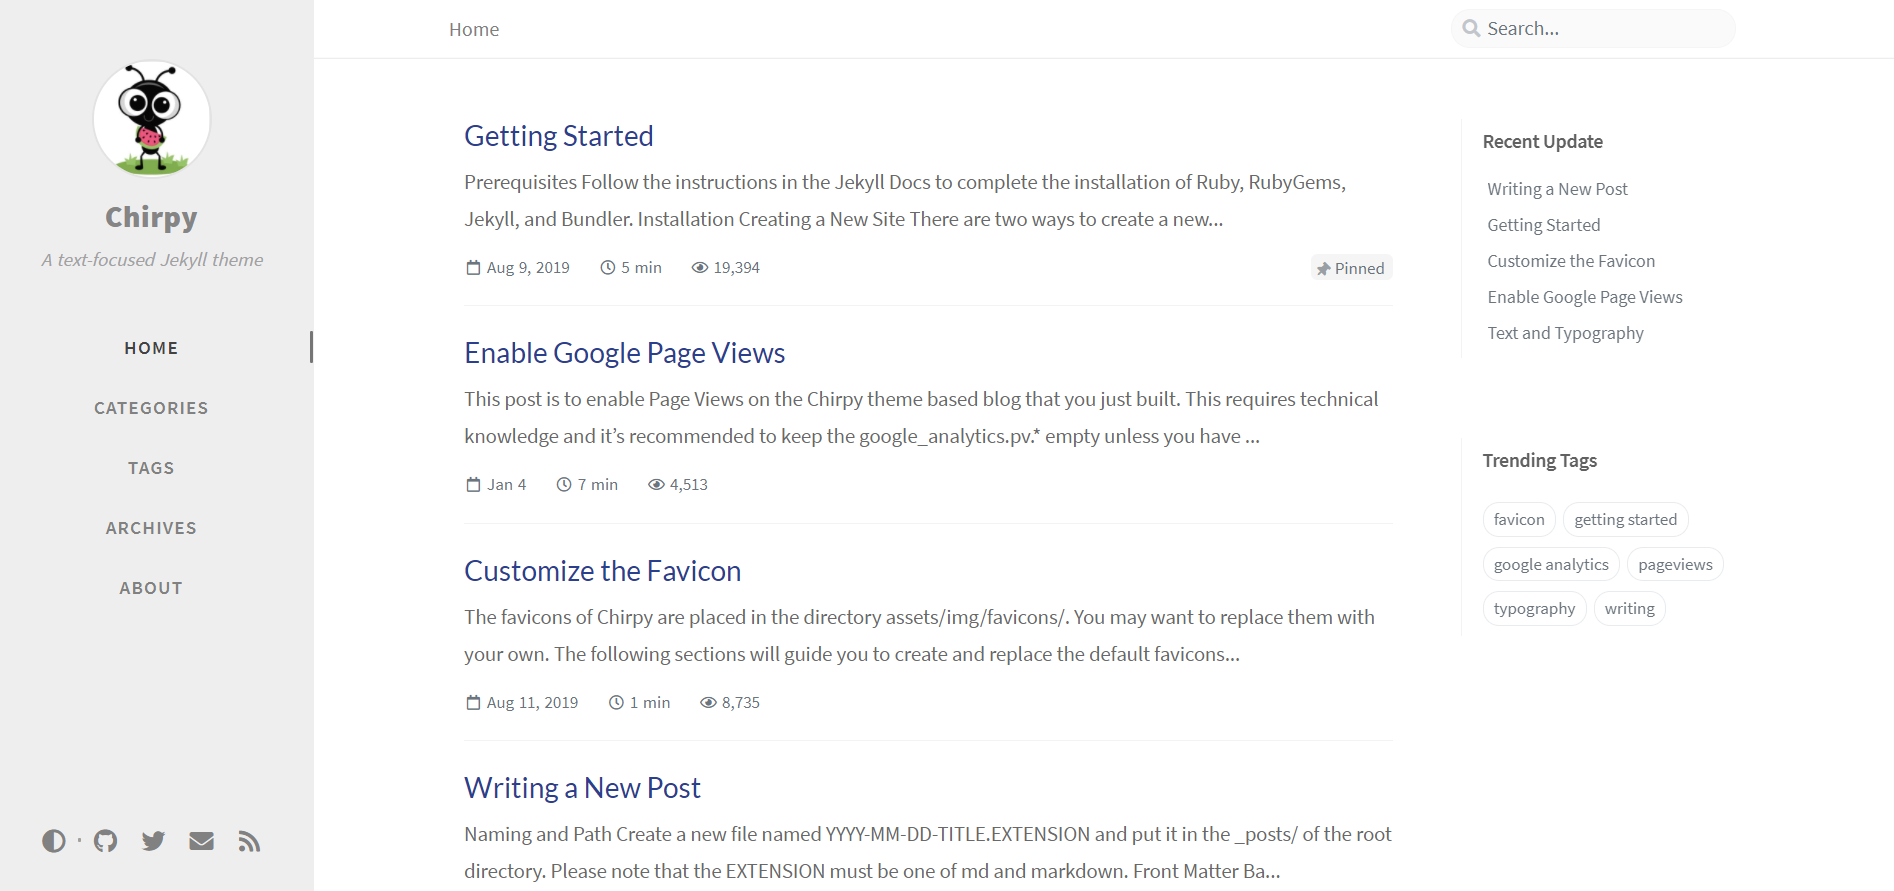 Chirpy
A text-focused Jekyll theme
HOME
CATEGORIES
TAGS
ARCHIVES
ABOUT
Home
Search...
Getting Started
Prerequisites Follow the instructions in the Jekyll Docs to complete the installation of Ruby, RubyGems,
Jekyll, and Bundler. Installation Creating a New Site There are two ways to create a new...
Aug 9, 2019 5 min 19,394 Pinned
Enable Google Page Views
This post is to enable Page Views on the Chirpy theme based blog that you just built. This requires technical
knowledge and it’s recommended to keep the google_analytics.pv.* empty unless you have ...
Jan 4 7 min 4,513
Customize the Favicon
The favicons of Chirpy are placed in the directory assets/img/favicons/. You may want to replace them with
your own. The following sections will guide you to create and replace the default favicons...
Aug 11, 2019 1 min 8,735
Writing a New Post
Naming and Path Create a new file named YYYY-MM-DD-TITLE.EXTENSION and put it in the _posts/ of the root
directory. Please note that the EXTENSION must be one of md and markdown. Front Matter Ba...
Recent Update
Writing a New Post
Getting Started
Customize the Favicon
Enable Google Page Views
Text and Typography
Trending Tags
favicon getting started
google analytics pageviews
typography writing